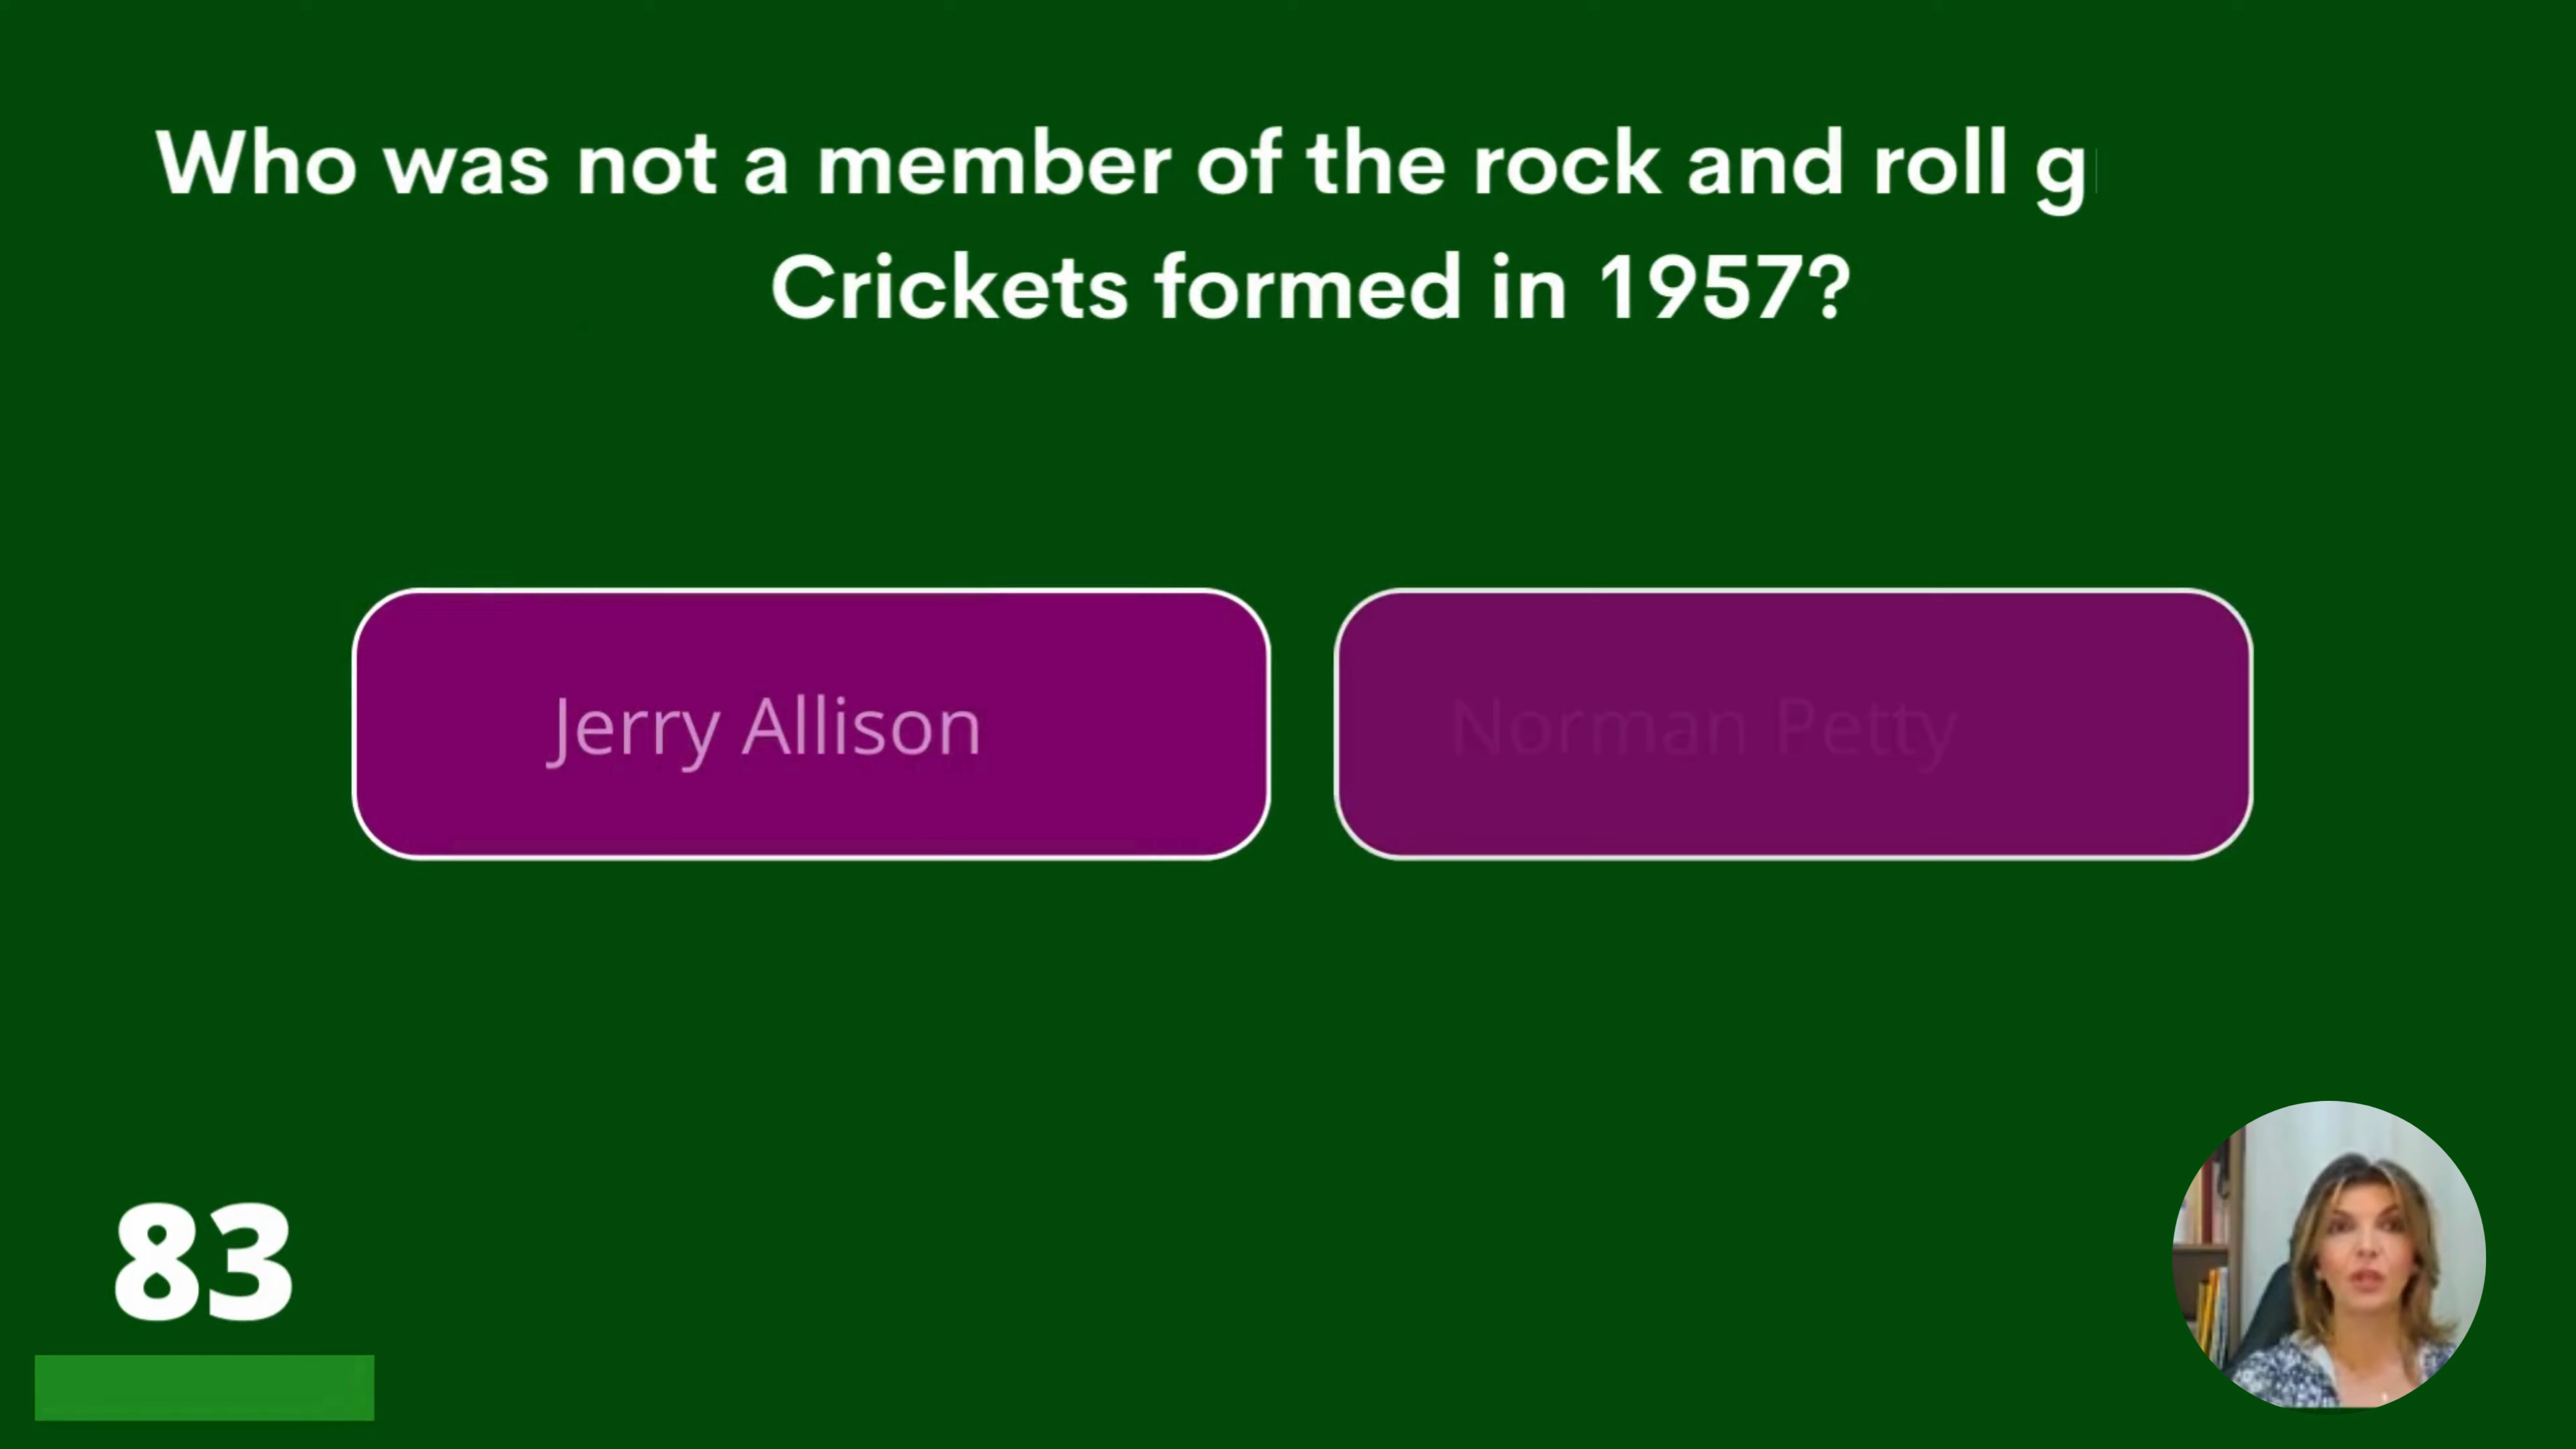 Who was not a member of the rock and roll g
Crickets formed in 1957?
Jerry Allison
Norman Petty
83